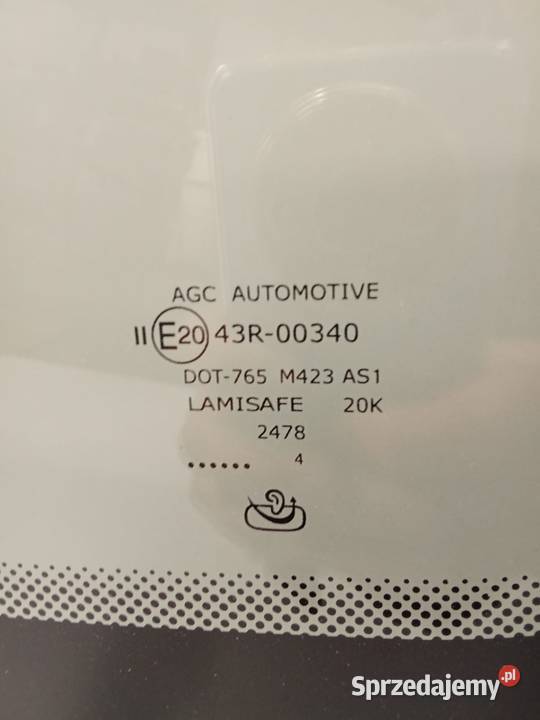 AGC AUTOMOTIVE
II E20 43R-00340
DOT-765 M423 AS1
LAMISAFE 20K
2478
...... 4
Sprzedajemy.pl